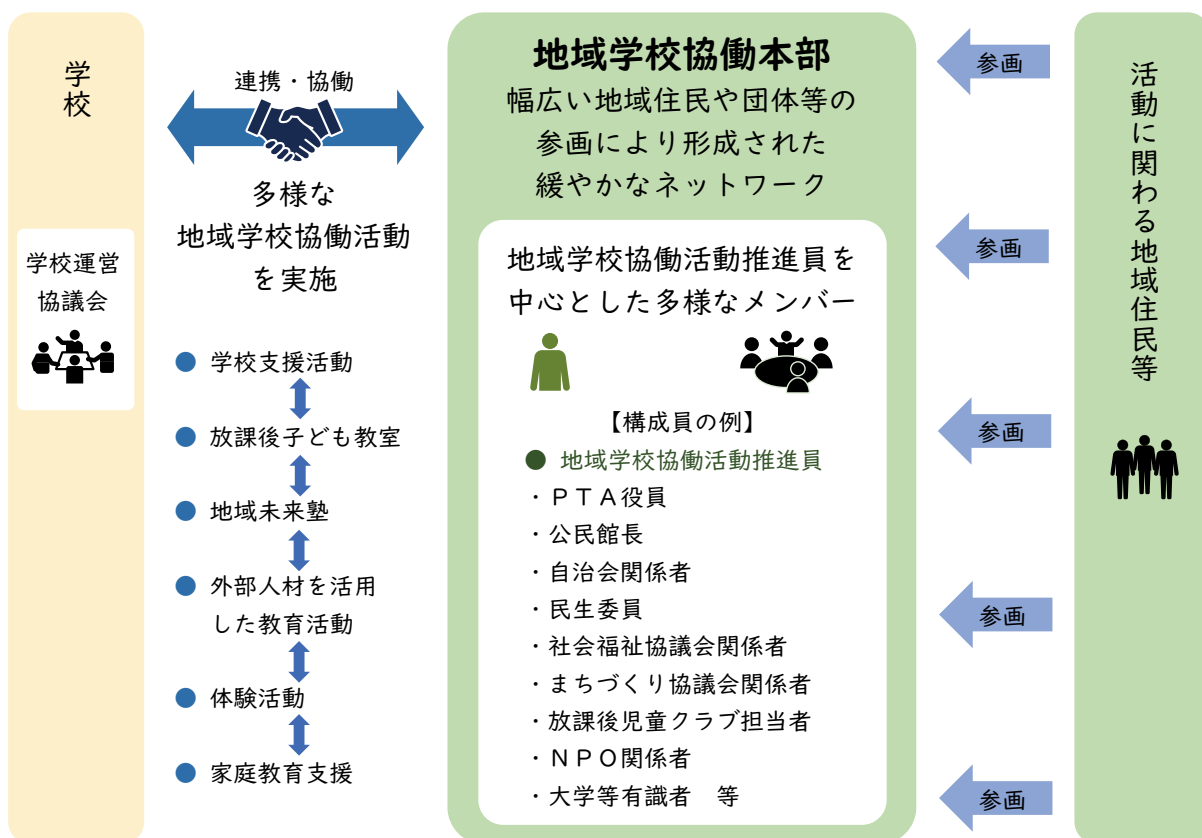 学校
学校運営
協議会
連携・協働
多様な
地域学校協働活動
を実施
● 学校支援活動
● 放課後子ども教室
● 地域未来塾
● 外部人材を活用
した教育活動
● 体験活動
● 家庭教育支援
地域学校協働本部
幅広い地域住民や団体等の
参画により形成された
緩やかなネットワーク
地域学校協働活動推進員を
中心とした多様なメンバー
【構成員の例】
● 地域学校協働活動推進員
・ＰＴＡ役員
・公民館長
・自治会関係者
・民生委員
・社会福祉協議会関係者
・まちづくり協議会関係者
・放課後児童クラブ担当者
・ＮＰＯ関係者
・大学等有識者　等
参画
参画
参画
参画
参画
活動に関わる地域住民等